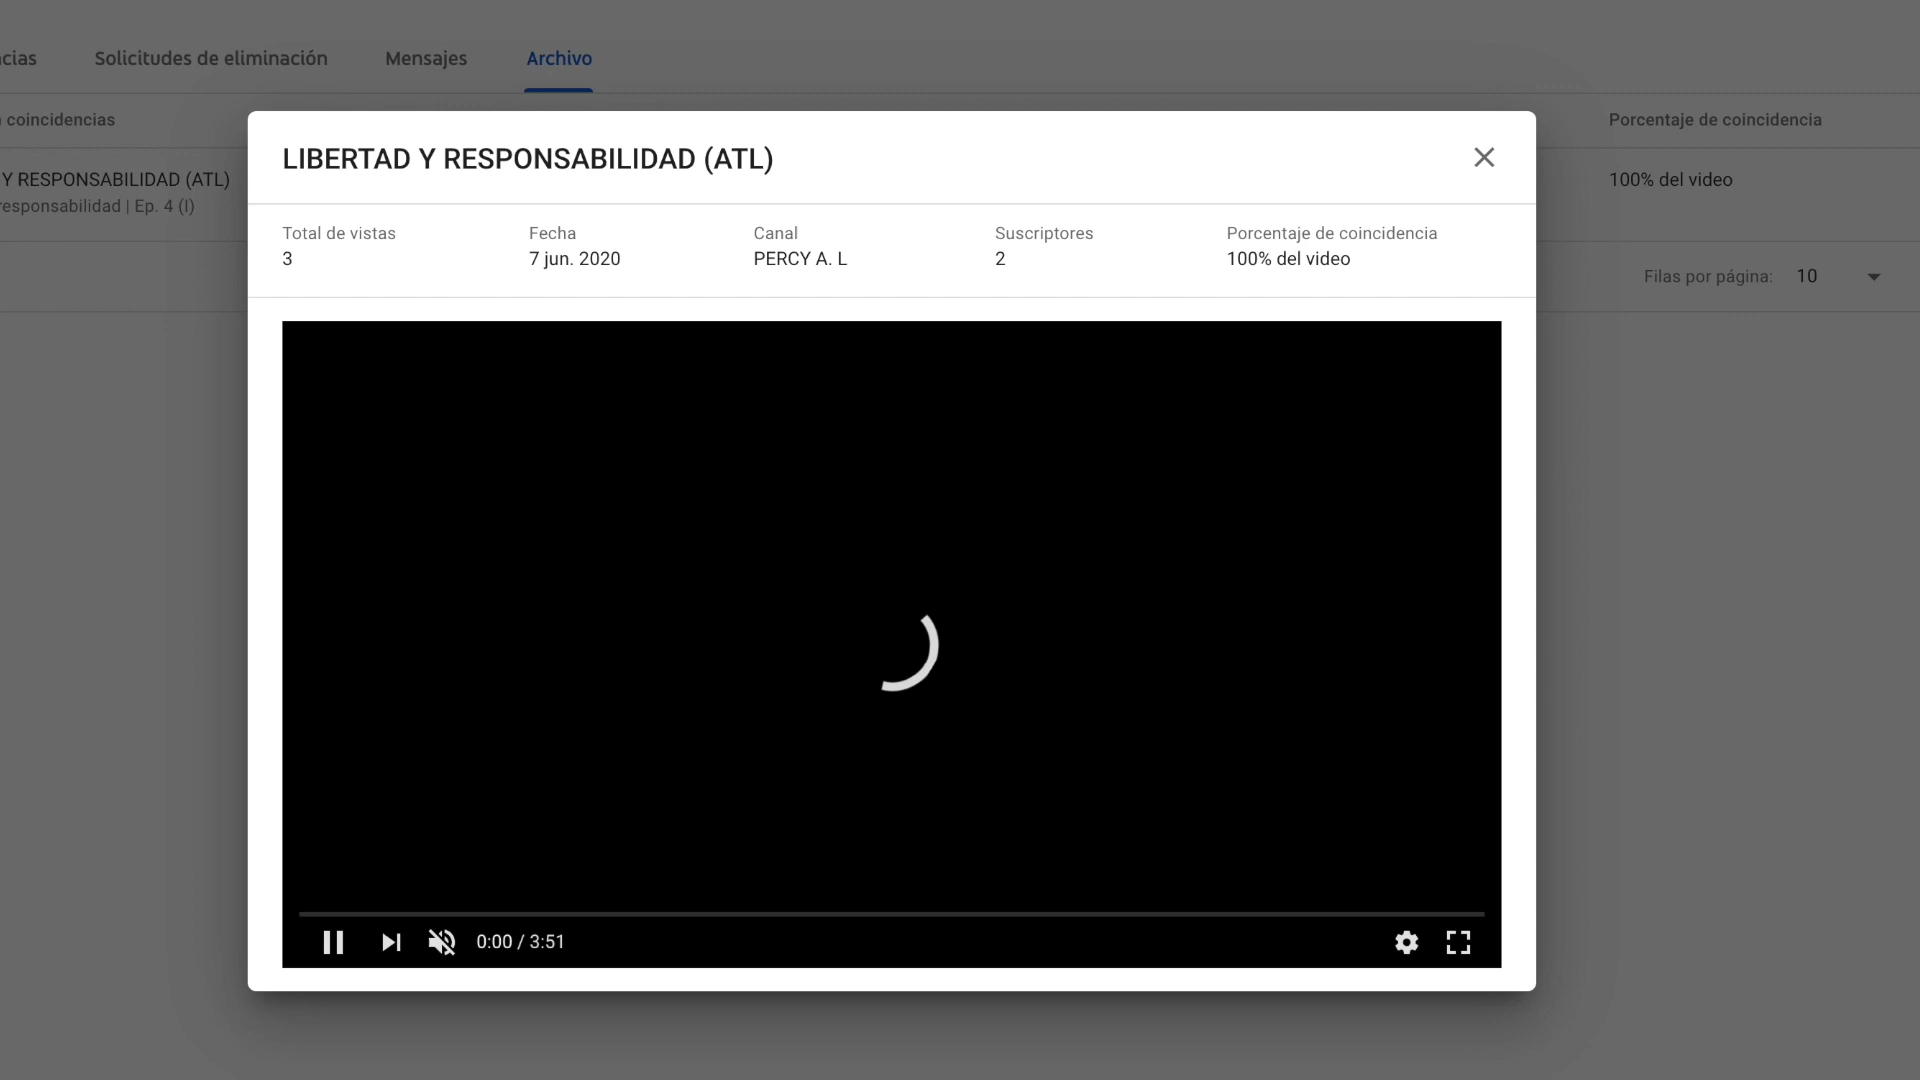 cias Solicitudes de eliminación Mensajes Archivo
coincidencias Porcentaje de coincidencia
Y RESPONSABILIDAD (ATL) 100% del video
responsabilidad | Ep. 4 (I)
Filas por página: 10
LIBERTAD Y RESPONSABILIDAD (ATL)
Total de vistas Fecha Canal Suscriptores Porcentaje de coincidencia
3 7 jun. 2020 PERCY A. L 2 100% del video
0:00 / 3:51